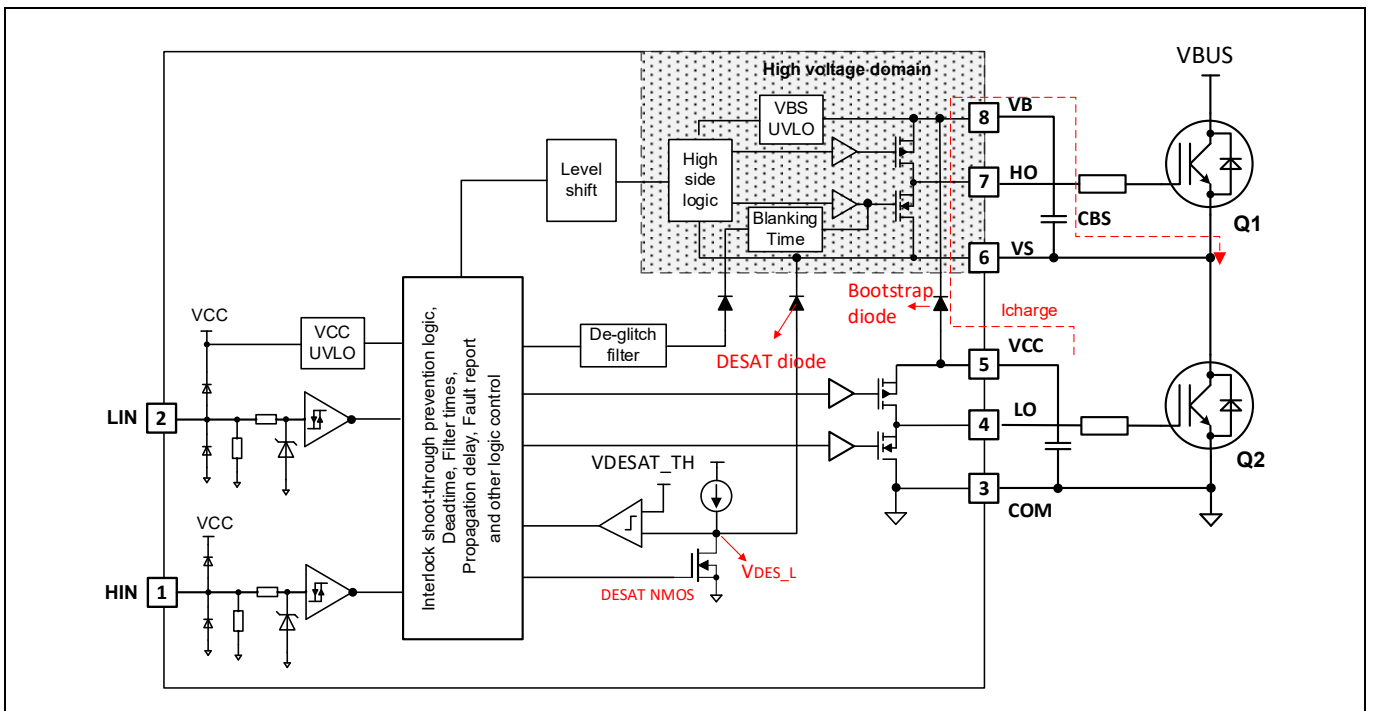 High voltage domain
VBUS
VBS
UVLO
VB
8
Level
shift
High
side
logic
HO
7
Blanking
Time
CBS
Q1
VS
6
Bootstrap
diode
Icharge
VCC
VCC
UVLO
De-glitch
filter
DESAT diode
VCC
5
LIN
2
Interlock shoot-through prevention logic,
Deadtime, Filter times,
Propagation delay, Fault report
and other logic control
LO
4
Q2
VDESAT_TH
3
COM
VCC
VDES_L
HIN
1
DESAT NMOS